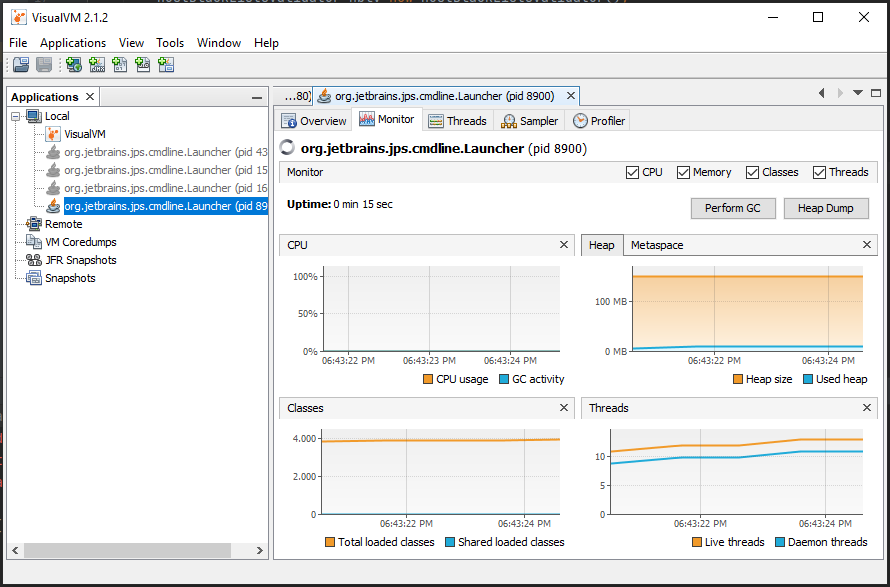 VisualVM 2.1.2
File Applications View Tools Window Help
Applications
Local
VisualVM
org.jetbrains.jps.cmdline.Launcher (pid 43
org.jetbrains.jps.cmdline.Launcher (pid 15
org.jetbrains.jps.cmdline.Launcher (pid 16
org.jetbrains.jps.cmdline.Launcher (pid 89
Remote
VM Coredumps
JFR Snapshots
Snapshots
...80) org.jetbrains.jps.cmdline.Launcher (pid 8900)
Overview Monitor Threads Sampler Profiler
org.jetbrains.jps.cmdline.Launcher (pid 8900)
Monitor CPU Memory Classes Threads
Uptime: 0 min 15 sec
Perform GC Heap Dump
CPU
100%
50%
0%
06:43:22 PM 06:43:23 PM 06:43:24 PM
CPU usage GC activity
Heap Metaspace
100 MB
0 MB
06:43:22 PM 06:43:24 PM
Heap size Used heap
Classes
4.000
2.000
0
06:43:22 PM 06:43:24 PM
Total loaded classes Shared loaded classes
Threads
10
5
0
06:43:22 PM 06:43:24 PM
Live threads Daemon threads